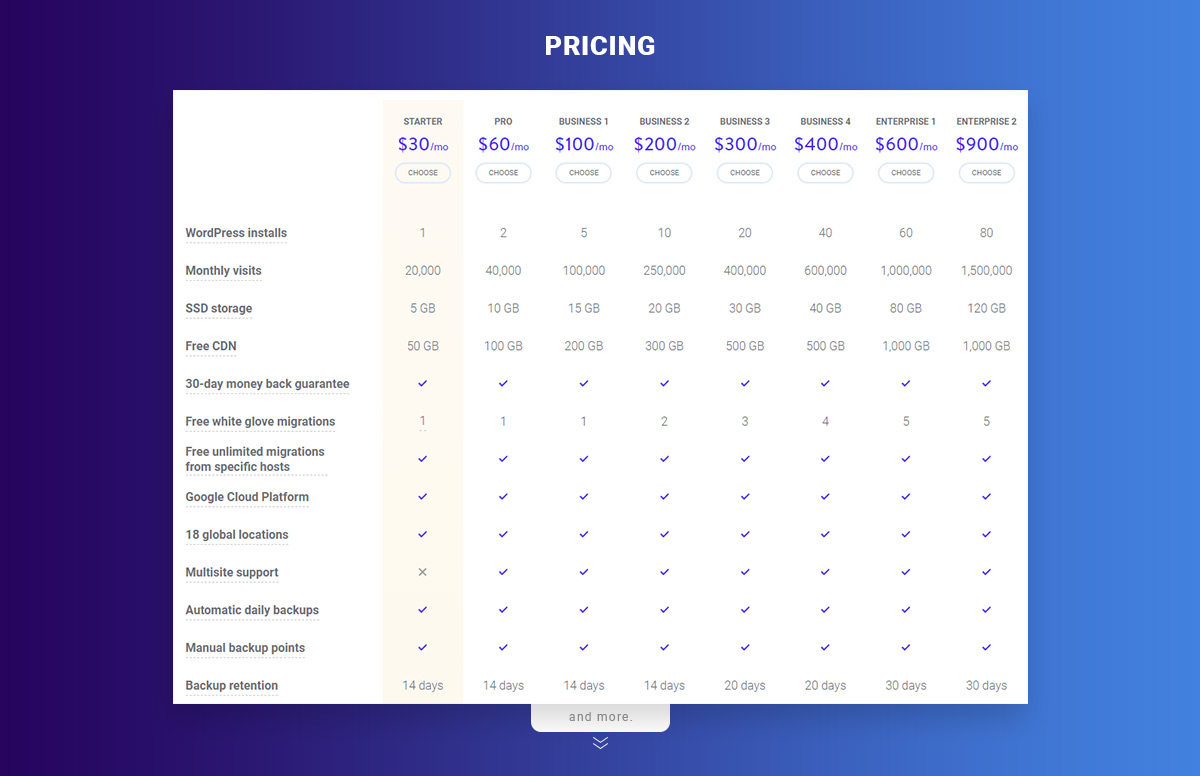 PRICING
STARTER PRO BUSINESS 1 BUSINESS 2 BUSINESS 3 BUSINESS 4 ENTERPRISE 1 ENTERPRISE 2
$30/mo $60/mo $100/mo $200/mo $300/mo $400/mo $600/mo $900/mo
CHOOSE CHOOSE CHOOSE CHOOSE CHOOSE CHOOSE CHOOSE CHOOSE
WordPress installs 1 2 5 10 20 40 60 80
Monthly visits 20,000 40,000 100,000 250,000 400,000 600,000 1,000,000 1,500,000
SSD storage 5 GB 10 GB 15 GB 20 GB 30 GB 40 GB 80 GB 120 GB
Free CDN 50 GB 100 GB 200 GB 300 GB 500 GB 500 GB 1,000 GB 1,000 GB
30-day money back guarantee
Free white glove migrations 1 1 1 2 3 4 5 5
Free unlimited migrations
from specific hosts
Google Cloud Platform
18 global locations
Multisite support
Automatic daily backups
Manual backup points
Backup retention 14 days 14 days 14 days 14 days 20 days 20 days 30 days 30 days
and more.